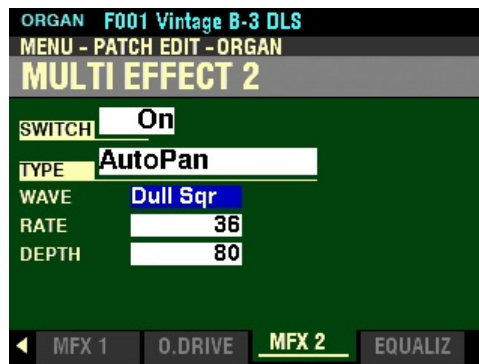 ORGAN F001 Vintage B-3 DLS
MENU - PATCH EDIT - ORGAN
MULTI EFFECT 2
SWITCH On
TYPE AutoPan
WAVE Dull Sqr
RATE 36
DEPTH 80
MFX 1 O.DRIVE MFX 2 EQUALIZ